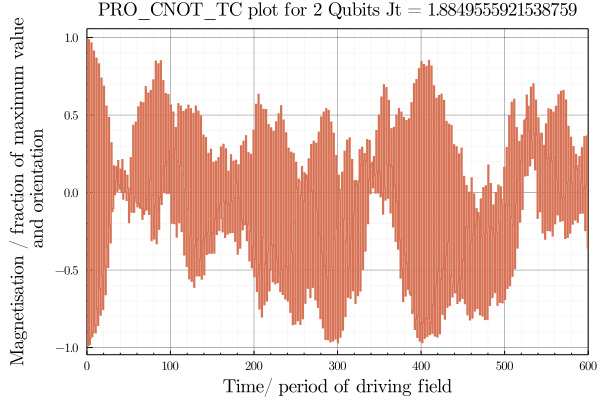 PRO_CNOT_TC plot for 2 Qubits Jt = 1.8849555921538759
Magnetisation / fraction of maximum value
and orientation
1.0
0.5
0.0
−0.5
−1.0
0 100 200 300 400 500 600
Time/ period of driving field